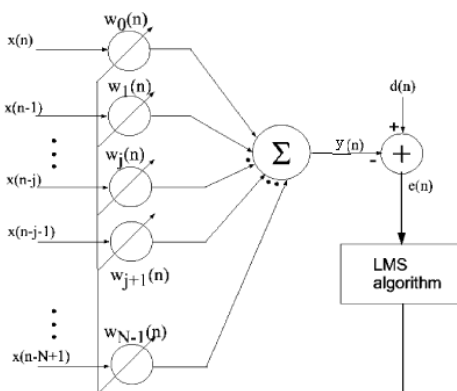 w0(n)
x(n)
w1(n)
x(n-1)
wj(n)
x(n-j)
x(n-j-1)
wj+1(n)
wN-1(n)
x(n-N+1)
Σ
y(n)
d(n)
+
-
+
e(n)
LMS
algorithm